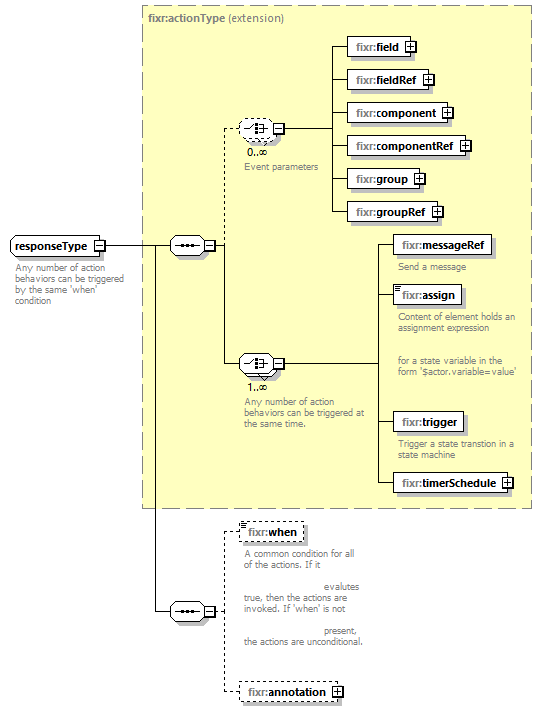 fixr:actionType (extension)
fixr:field
fixr:fieldRef
fixr:component
0..∞
Event parameters
fixr:componentRef
fixr:group
fixr:groupRef
responseType
Any number of action
behaviors can be triggered
by the same 'when'
condition
fixr:messageRef
Send a message
fixr:assign
Content of element holds an
assignment expression
for a state variable in the
form '$actor.variable=value'
1..∞
Any number of action
behaviors can be triggered at
the same time.
fixr:trigger
Trigger a state transtion in a
state machine
fixr:timerSchedule
fixr:when
A common condition for all
of the actions. If it
evalutes
true, then the actions are
invoked. If 'when' is not
present,
the actions are unconditional.
fixr:annotation